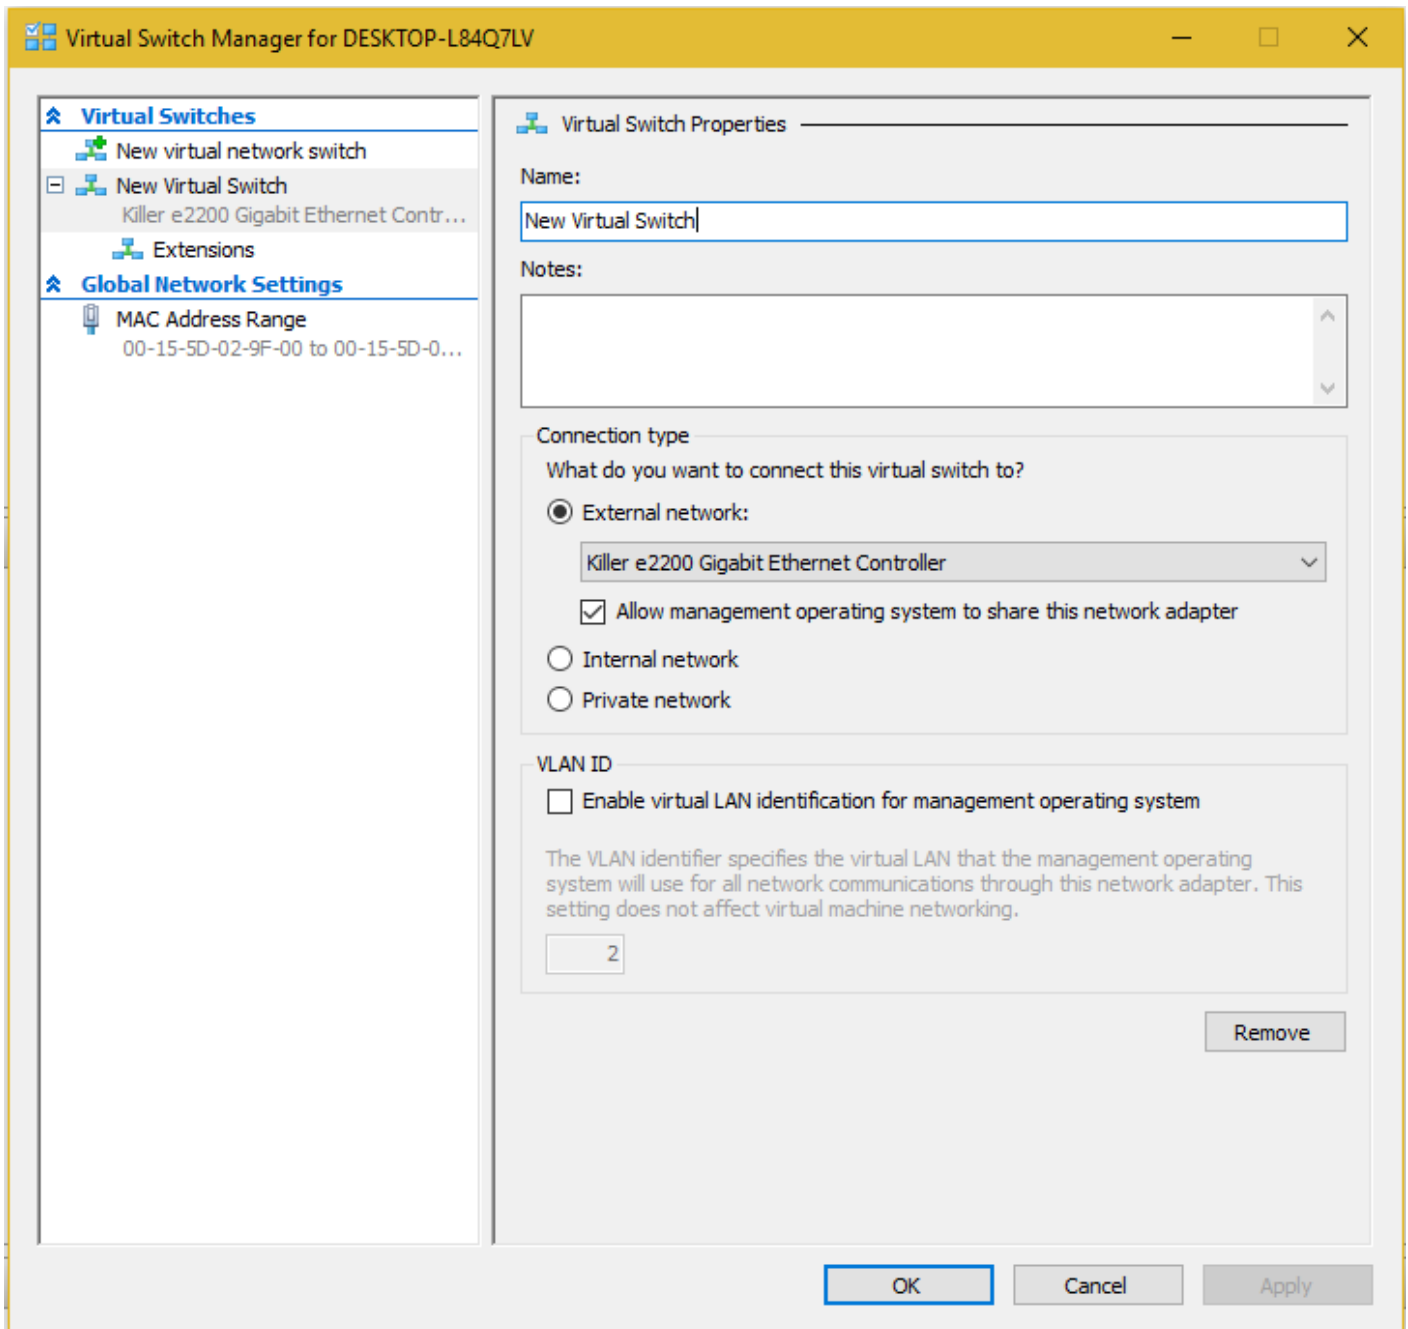 Virtual Switch Manager for DESKTOP-L84Q7LV
Virtual Switches
New virtual network switch
New Virtual Switch
Killer e2200 Gigabit Ethernet Contr...
Extensions
Global Network Settings
MAC Address Range
00-15-5D-02-9F-00 to 00-15-5D-0...
Virtual Switch Properties
Name:
New Virtual Switch
Notes:
Connection type
What do you want to connect this virtual switch to?
External network:
Killer e2200 Gigabit Ethernet Controller
Allow management operating system to share this network adapter
Internal network
Private network
VLAN ID
Enable virtual LAN identification for management operating system
The VLAN identifier specifies the virtual LAN that the management operating
system will use for all network communications through this network adapter. This
setting does not affect virtual machine networking.
2
Remove
OK
Cancel
Apply